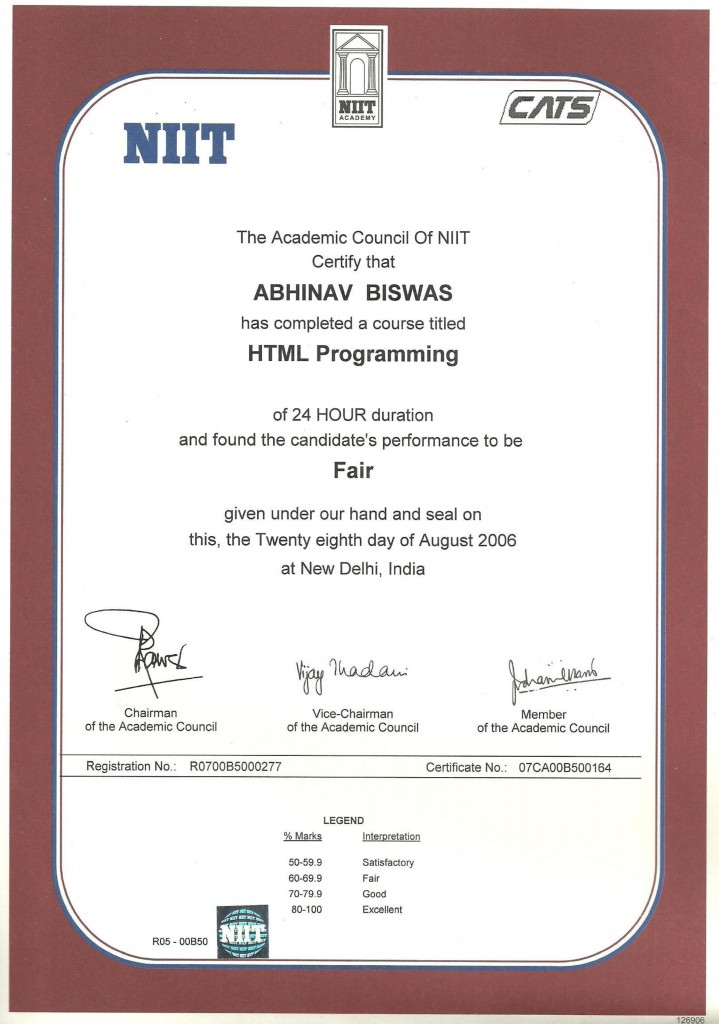 NIIT
ACADEMY
CATS
NIIT
The Academic Council Of NIIT
Certify that
ABHINAV BISWAS
has completed a course titled
HTML Programming
of 24 HOUR duration
and found the candidate's performance to be
Fair
given under our hand and seal on
this, the Twenty eighth day of August 2006
at New Delhi, India
Vijay Thadani
Chairman
of the Academic Council
Vice-Chairman
of the Academic Council
Member
of the Academic Council
Registration No.: R0700B5000277
Certificate No.: 07CA00B500164
LEGEND
% Marks Interpretation
50-59.9 Satisfactory
60-69.9 Fair
70-79.9 Good
80-100 Excellent
R05 - 00B50
NIIT
126906